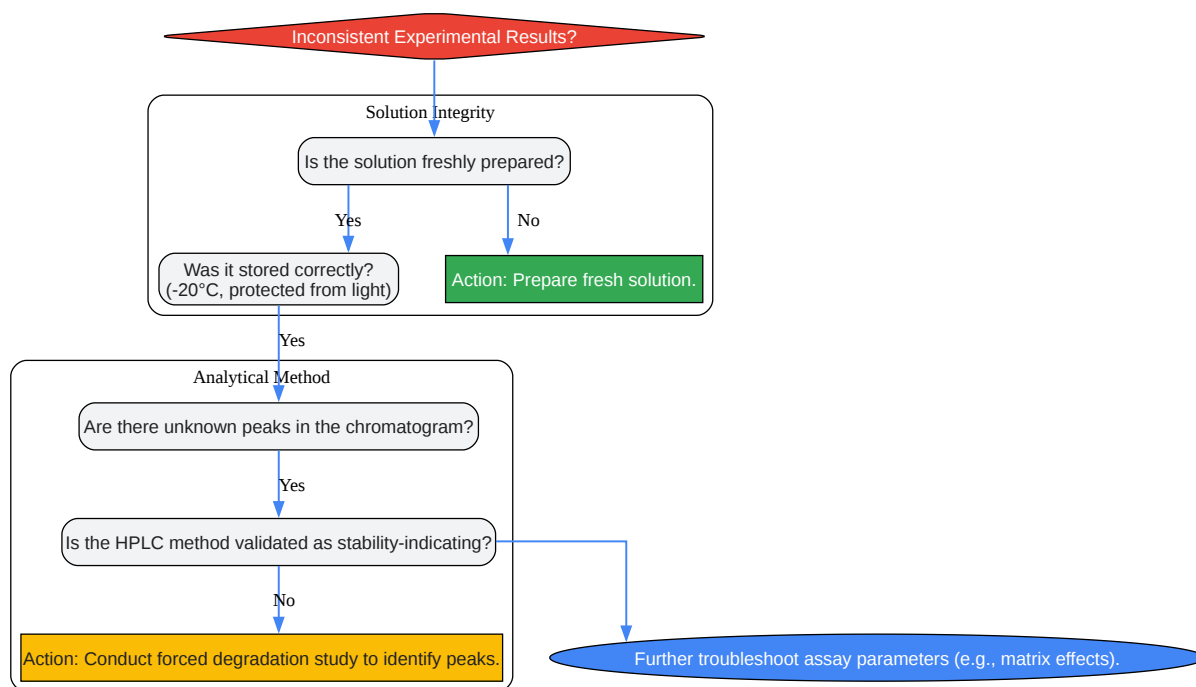 Inconsistent Experimental Results?
Solution Integrity
Is the solution freshly prepared?
Yes
No
Was it stored correctly?
(-20°C, protected from light)
Action: Prepare fresh solution.
Yes
Analytical Method
Are there unknown peaks in the chromatogram?
Yes
Is the HPLC method validated as stability-indicating?
No
Action: Conduct forced degradation study to identify peaks.
Further troubleshoot assay parameters (e.g., matrix effects).